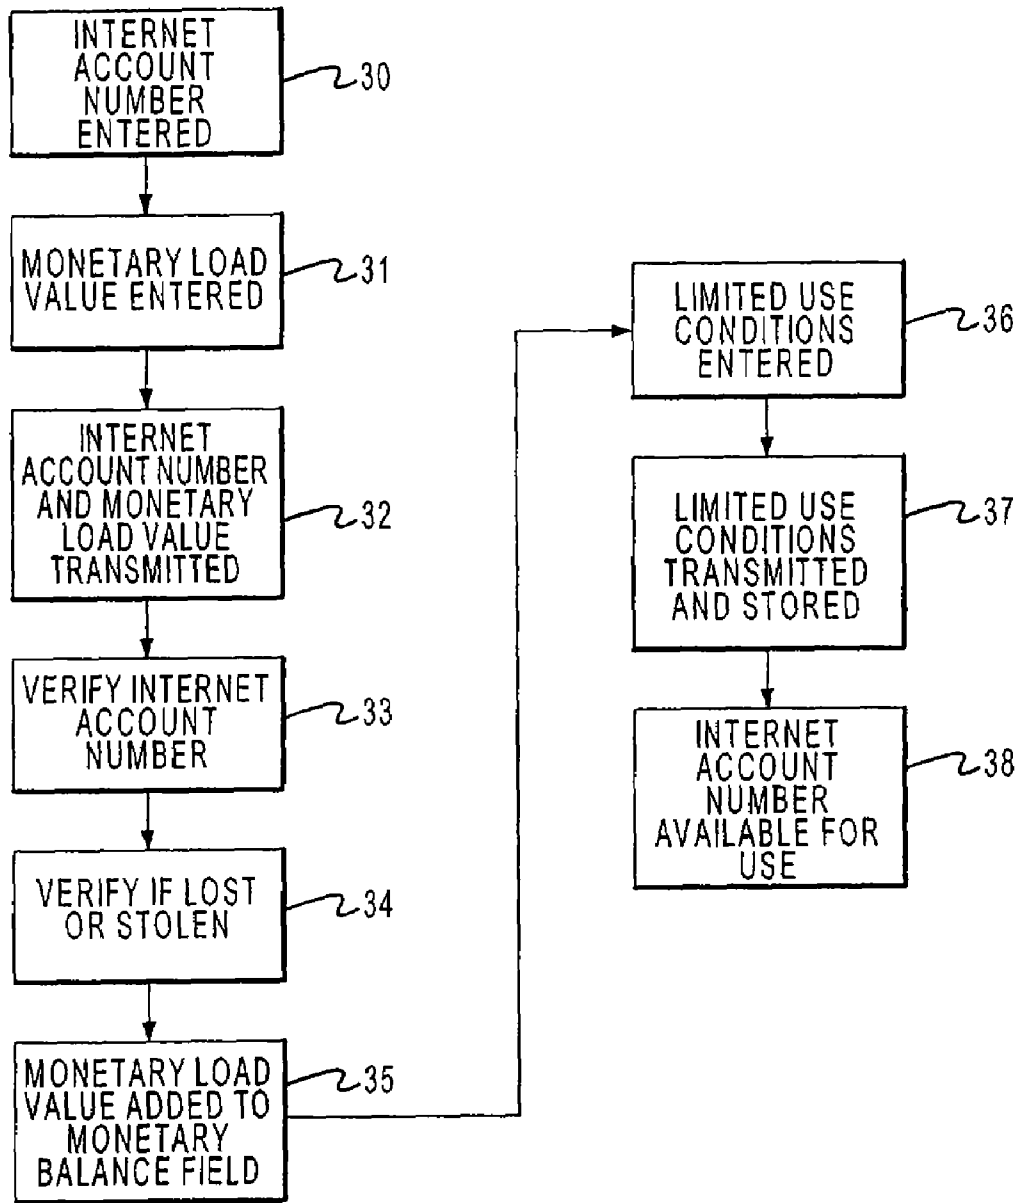 INTERNET
ACCOUNT
NUMBER
ENTERED
30
MONETARY LOAD
VALUE ENTERED
31
INTERNET
ACCOUNT NUMBER
AND MONETARY
LOAD VALUE
TRANSMITTED
32
VERIFY INTERNET
ACCOUNT
NUMBER
33
VERIFY IF LOST
OR STOLEN
34
MONETARY LOAD
VALUE ADDED TO
MONETARY
BALANCE FIELD
35
LIMITED USE
CONDITIONS
ENTERED
36
LIMITED USE
CONDITIONS
TRANSMITTED
AND STORED
37
INTERNET
ACCOUNT
NUMBER
AVAILABLE FOR
USE
38